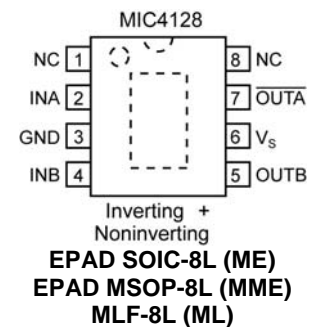 MIC4128
NC 1 8 NC
INA 2 7 OUTA
GND 3 6 VS
INB 4 5 OUTB
Inverting +
Noninverting
EPAD SOIC-8L (ME)
EPAD MSOP-8L (MME)
MLF-8L (ML)